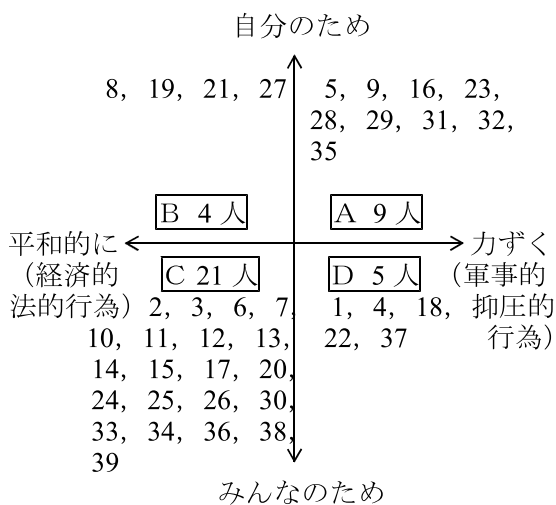 自分のため
8, 19, 21, 27
5, 9, 16, 23,
28, 29, 31, 32,
35
B 4人
A 9人
平和的に
(経済的
法的行為)
力ずく
(軍事的
抑圧的
行為)
C 21人
2, 3, 6, 7,
10, 11, 12, 13,
14, 15, 17, 20,
24, 25, 26, 30,
33, 34, 36, 38,
39
D 5人
1, 4, 18,
22, 37
みんなのため